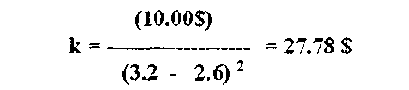 (10.00$)
k = ---------------- = 27.78 $
(3.2 - 2.6) ²